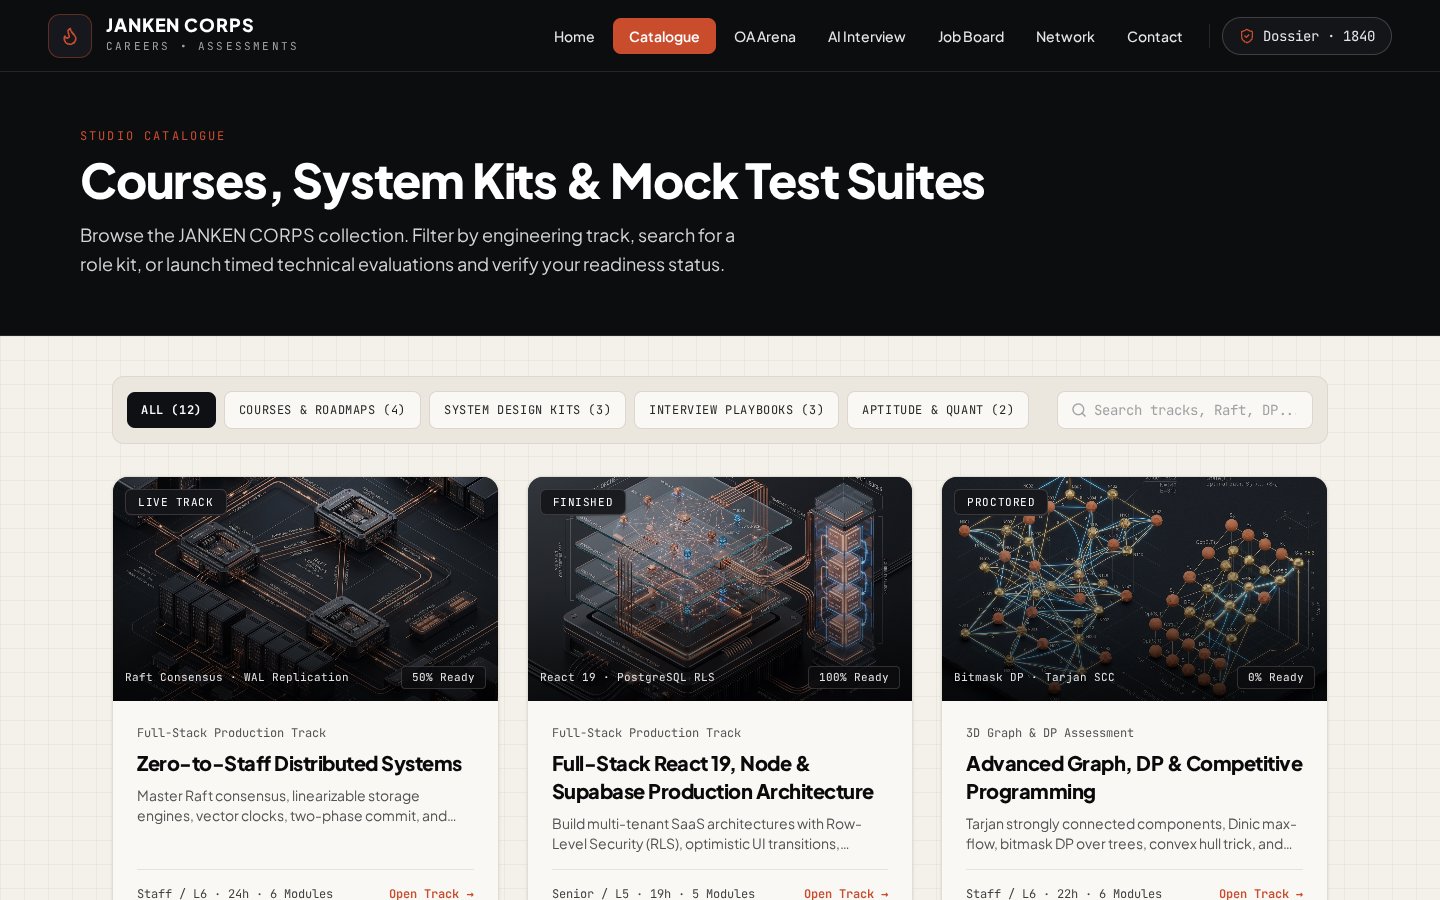 JANKEN CORPS
CAREERS • ASSESSMENTS
Home
Catalogue
OA Arena
AI Interview
Job Board
Network
Contact
Dossier · 1840
STUDIO CATALOGUE
Courses, System Kits & Mock Test Suites
Browse the JANKEN CORPS collection. Filter by engineering track, search for a
role kit, or launch timed technical evaluations and verify your readiness status.
ALL (12)
COURSES & ROADMAPS (4)
SYSTEM DESIGN KITS (3)
INTERVIEW PLAYBOOKS (3)
APTITUDE & QUANT (2)
Search tracks, Raft, DP..
LIVE TRACK
Raft Consensus · WAL Replication
50% Ready
Full-Stack Production Track
Zero-to-Staff Distributed Systems
Master Raft consensus, linearizable storage
engines, vector clocks, two-phase commit, and…
Staff / L6 · 24h · 6 Modules
Open Track →
FINISHED
React 19 · PostgreSQL RLS
100% Ready
Full-Stack Production Track
Full-Stack React 19, Node &
Supabase Production Architecture
Build multi-tenant SaaS architectures with Row-
Level Security (RLS), optimistic UI transitions,…
Senior / L5 · 19h · 5 Modules
Open Track →
PROCTORED
Bitmask DP · Tarjan SCC
0% Ready
3D Graph & DP Assessment
Advanced Graph, DP & Competitive
Programming
Tarjan strongly connected components, Dinic max-
flow, bitmask DP over trees, convex hull trick, and…
Staff / L6 · 22h · 6 Modules
Open Track →